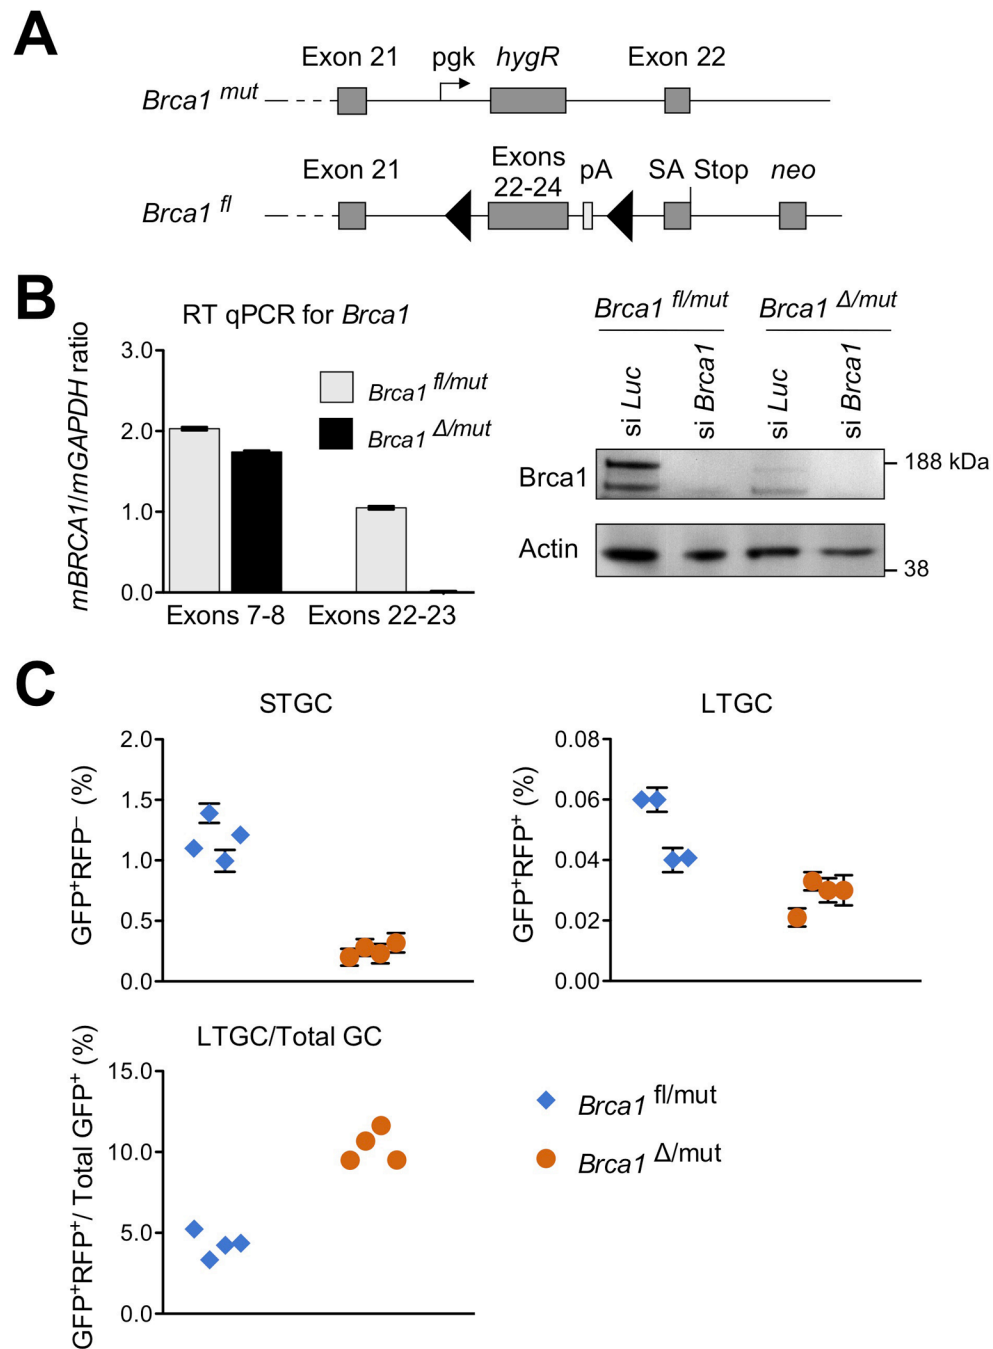 A
Exon 21 pgk hygR Exon 22
Brca1 mut
Exon 21 Exons 22-24 pA SA Stop neo
Brca1 fl
B
RT qPCR for Brca1
mBRCA1/mGAPDH ratio
3.0
2.0
1.0
0.0
Brca1 fl/mut
Brca1 Δ/mut
Exons 7-8 Exons 22-23
Brca1 fl/mut Brca1 Δ/mut
si Luc
si Brca1
si Luc
si Brca1
Brca1
188 kDa
Actin
38
C
STGC
GFP+RFP– (%)
2.0
1.5
1.0
0.5
0.0
LTGC
GFP+RFP+ (%)
0.08
0.06
0.04
0.02
0.00
LTGC/Total GC
GFP+RFP+/ Total GFP+ (%)
15.0
10.0
5.0
0.0
Brca1 fl/mut
Brca1 Δ/mut